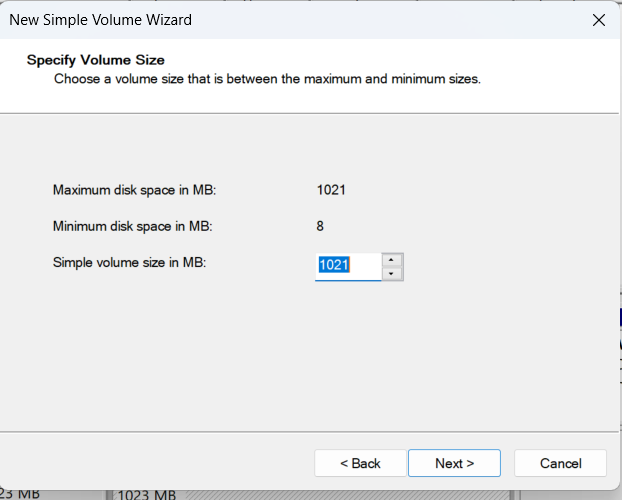 New Simple Volume Wizard
Specify Volume Size
Choose a volume size that is between the maximum and minimum sizes.
Maximum disk space in MB: 1021
Minimum disk space in MB: 8
Simple volume size in MB: 1021
< Back Next > Cancel
23 MB 1023 MB